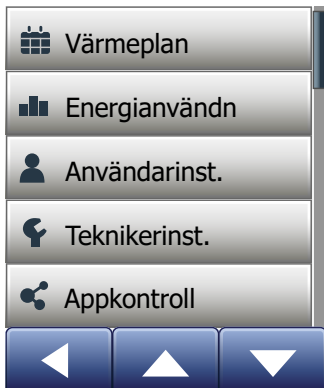 Värmeplan
Energianvändn
Användarinst.
Teknikerinst.
Appkontroll